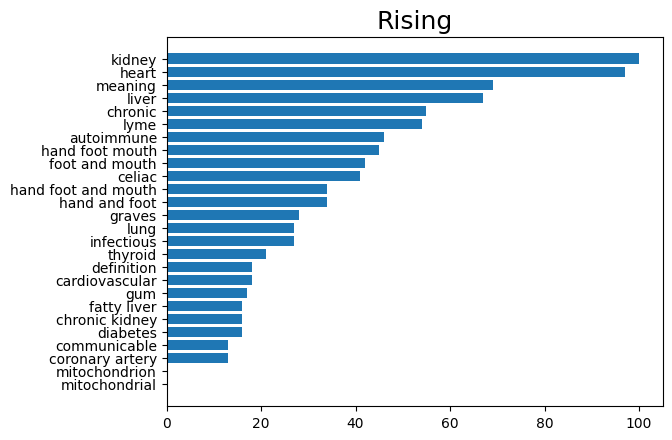 Rising
kidney
heart
meaning
liver
chronic
lyme
autoimmune
hand foot mouth
foot and mouth
celiac
hand foot and mouth
hand and foot
graves
lung
infectious
thyroid
definition
cardiovascular
gum
fatty liver
chronic kidney
diabetes
communicable
coronary artery
mitochondrion
mitochondrial
0 20 40 60 80 100